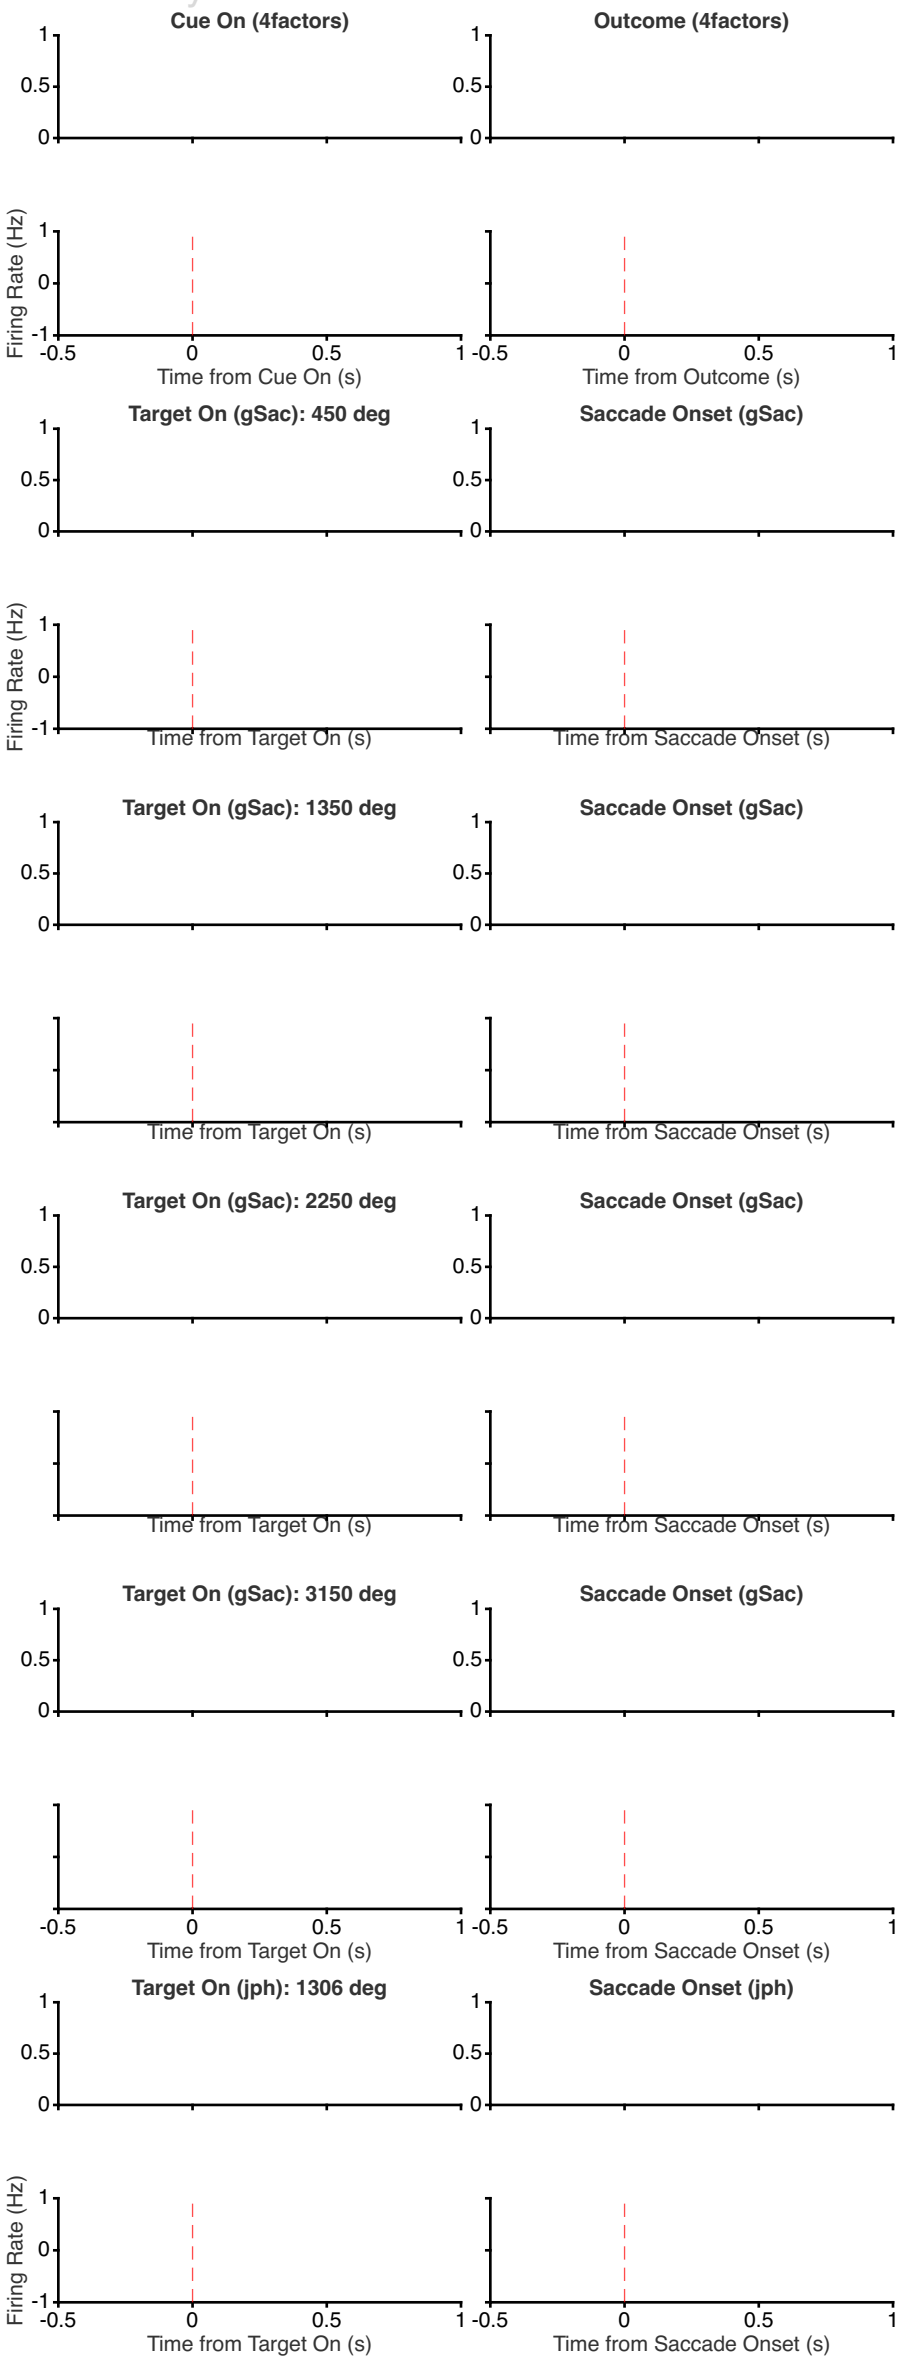 Cue On (4factors) Outcome (4factors)
1 1
0.5 0.5
0 0
Firing Rate (Hz)
1
0
-1
-0.5 0 0.5 1 -0.5 0 0.5 1
Time from Cue On (s) Time from Outcome (s)
Target On (gSac): 450 deg Saccade Onset (gSac)
1 1
0.5 0.5
0 0
Firing Rate (Hz)
1
0
-1
Time from Target On (s) Time from Saccade Onset (s)
Target On (gSac): 1350 deg Saccade Onset (gSac)
1 1
0.5 0.5
0 0
Time from Target On (s) Time from Saccade Onset (s)
Target On (gSac): 2250 deg Saccade Onset (gSac)
1 1
0.5 0.5
0 0
Time from Target On (s) Time from Saccade Onset (s)
Target On (gSac): 3150 deg Saccade Onset (gSac)
1 1
0.5 0.5
0 0
-0.5 0 0.5 1 -0.5 0 0.5 1
Time from Target On (s) Time from Saccade Onset (s)
Target On (jph): 1306 deg Saccade Onset (jph)
1 1
0.5 0.5
0 0
Firing Rate (Hz)
1
0
-1
-0.5 0 0.5 1 -0.5 0 0.5 1
Time from Target On (s) Time from Saccade Onset (s)